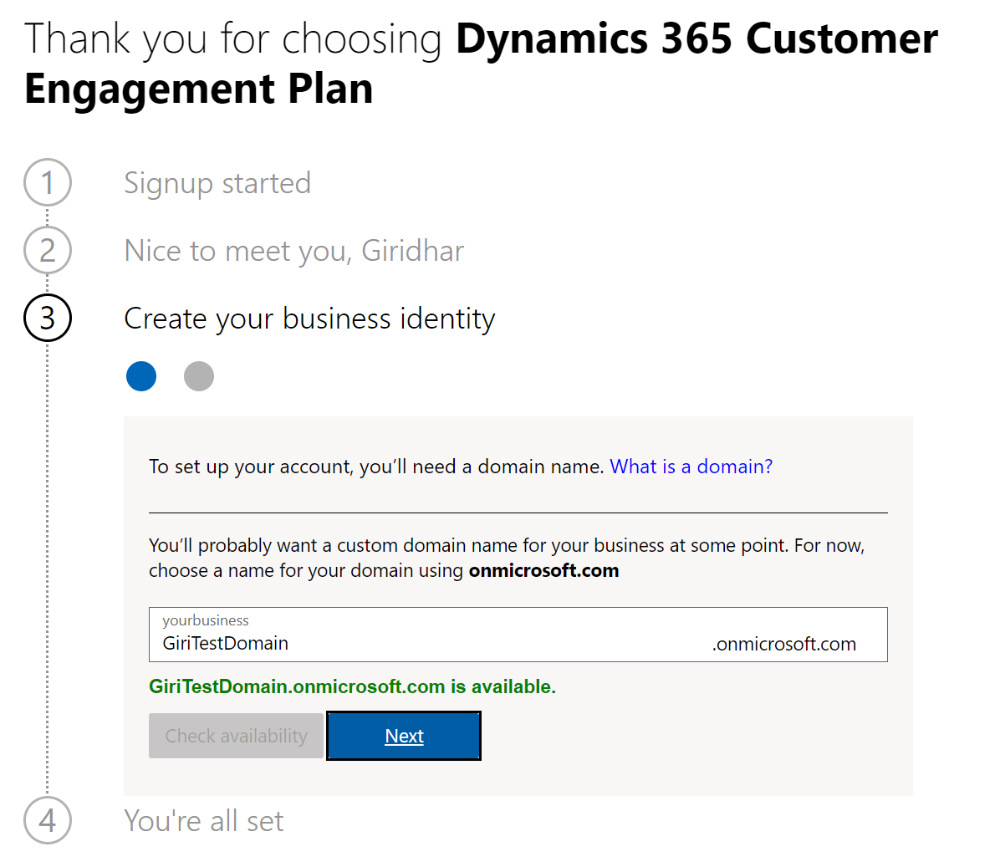 Thank you for choosing Dynamics 365 Customer
Engagement Plan
1 Signup started
2 Nice to meet you, Giridhar
3 Create your business identity
To set up your account, you’ll need a domain name. What is a domain?
You’ll probably want a custom domain name for your business at some point. For now,
choose a name for your domain using onmicrosoft.com
yourbusiness
GiriTestDomain .onmicrosoft.com
GiriTestDomain.onmicrosoft.com is available.
Check availability Next
4 You're all set